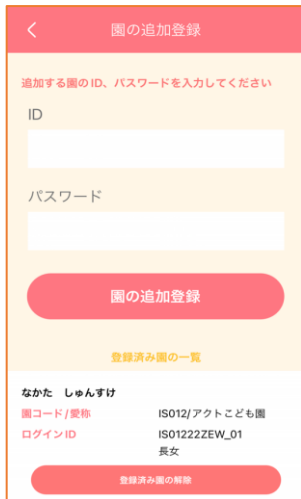 園の追加登録
追加する園のID、パスワードを入力してください
ID
パスワード
園の追加登録
登録済み園の一覧
なかた しゅんすけ
園コード/愛称 IS012/アクトこども園
ログインID IS01222ZEW_01
長女
登録済み園の解除